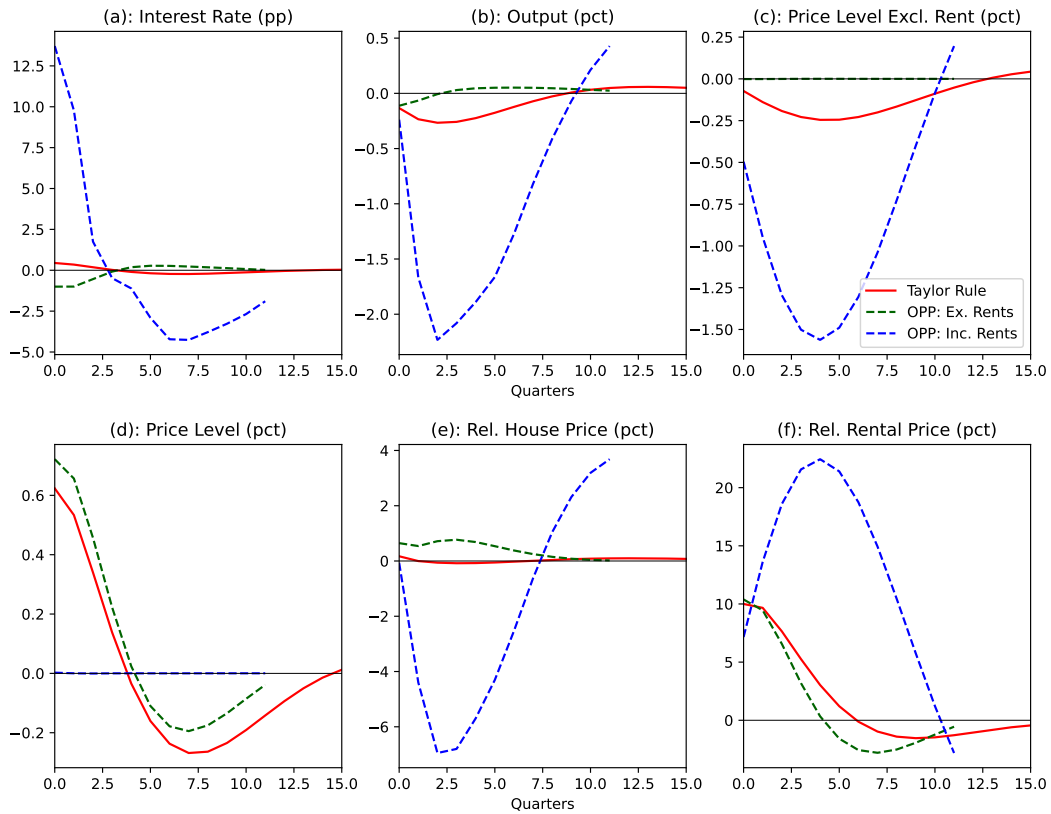 (a): Interest Rate (pp)
12.5
10.0
7.5
5.0
2.5
0.0
−2.5
−5.0
0.0 2.5 5.0 7.5 10.0 12.5 15.0
(b): Output (pct)
0.5
0.0
−0.5
−1.0
−1.5
−2.0
0.0 2.5 5.0 7.5 10.0 12.5 15.0
Quarters
(c): Price Level Excl. Rent (pct)
0.25
0.00
−0.25
−0.50
−0.75
−1.00
−1.25
−1.50
Taylor Rule
OPP: Ex. Rents
OPP: Inc. Rents
0.0 2.5 5.0 7.5 10.0 12.5 15.0
(d): Price Level (pct)
0.6
0.4
0.2
0.0
−0.2
0.0 2.5 5.0 7.5 10.0 12.5 15.0
(e): Rel. House Price (pct)
4
2
0
−2
−4
−6
0.0 2.5 5.0 7.5 10.0 12.5 15.0
Quarters
(f): Rel. Rental Price (pct)
20
15
10
5
0
0.0 2.5 5.0 7.5 10.0 12.5 15.0